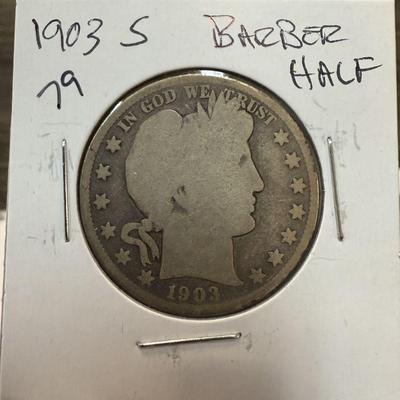 1903 S BARBER
79 HALF
IN GOD WE TRUST
1903